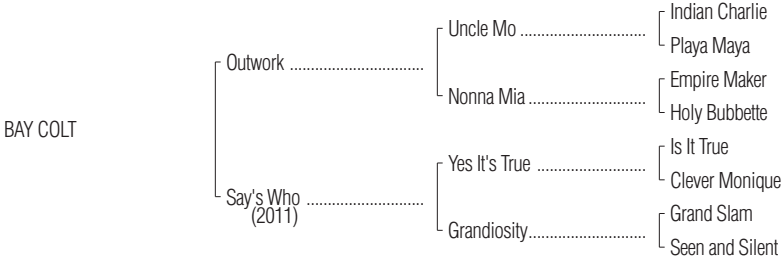 Indian Charlie
Uncle Mo ..............................
Playa Maya
Outwork ................................
Empire Maker
Nonna Mia ............................
Holy Bubbette
BAY COLT
Is It True
Yes It's True ..........................
Clever Monique
Say's Who ............................
(2011)
Grand Slam
Grandiosity............................
Seen and Silent